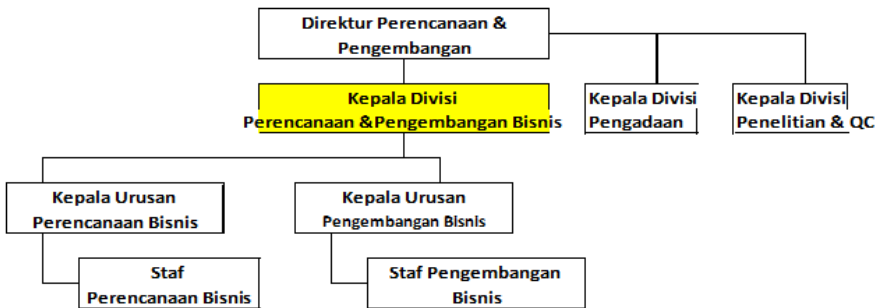 Direktur Perencanaan &
Pengembangan
Kepala Divisi
Perencanaan &Pengembangan Bisnis
Kepala Divisi
Pengadaan
Kepala Divisi
Penelitian & QC
Kepala Urusan
Perencanaan Bisnis
Kepala Urusan
Pengembangan Bisnis
Staf
Perencanaan Bisnis
Staf Pengembangan
Bisnis